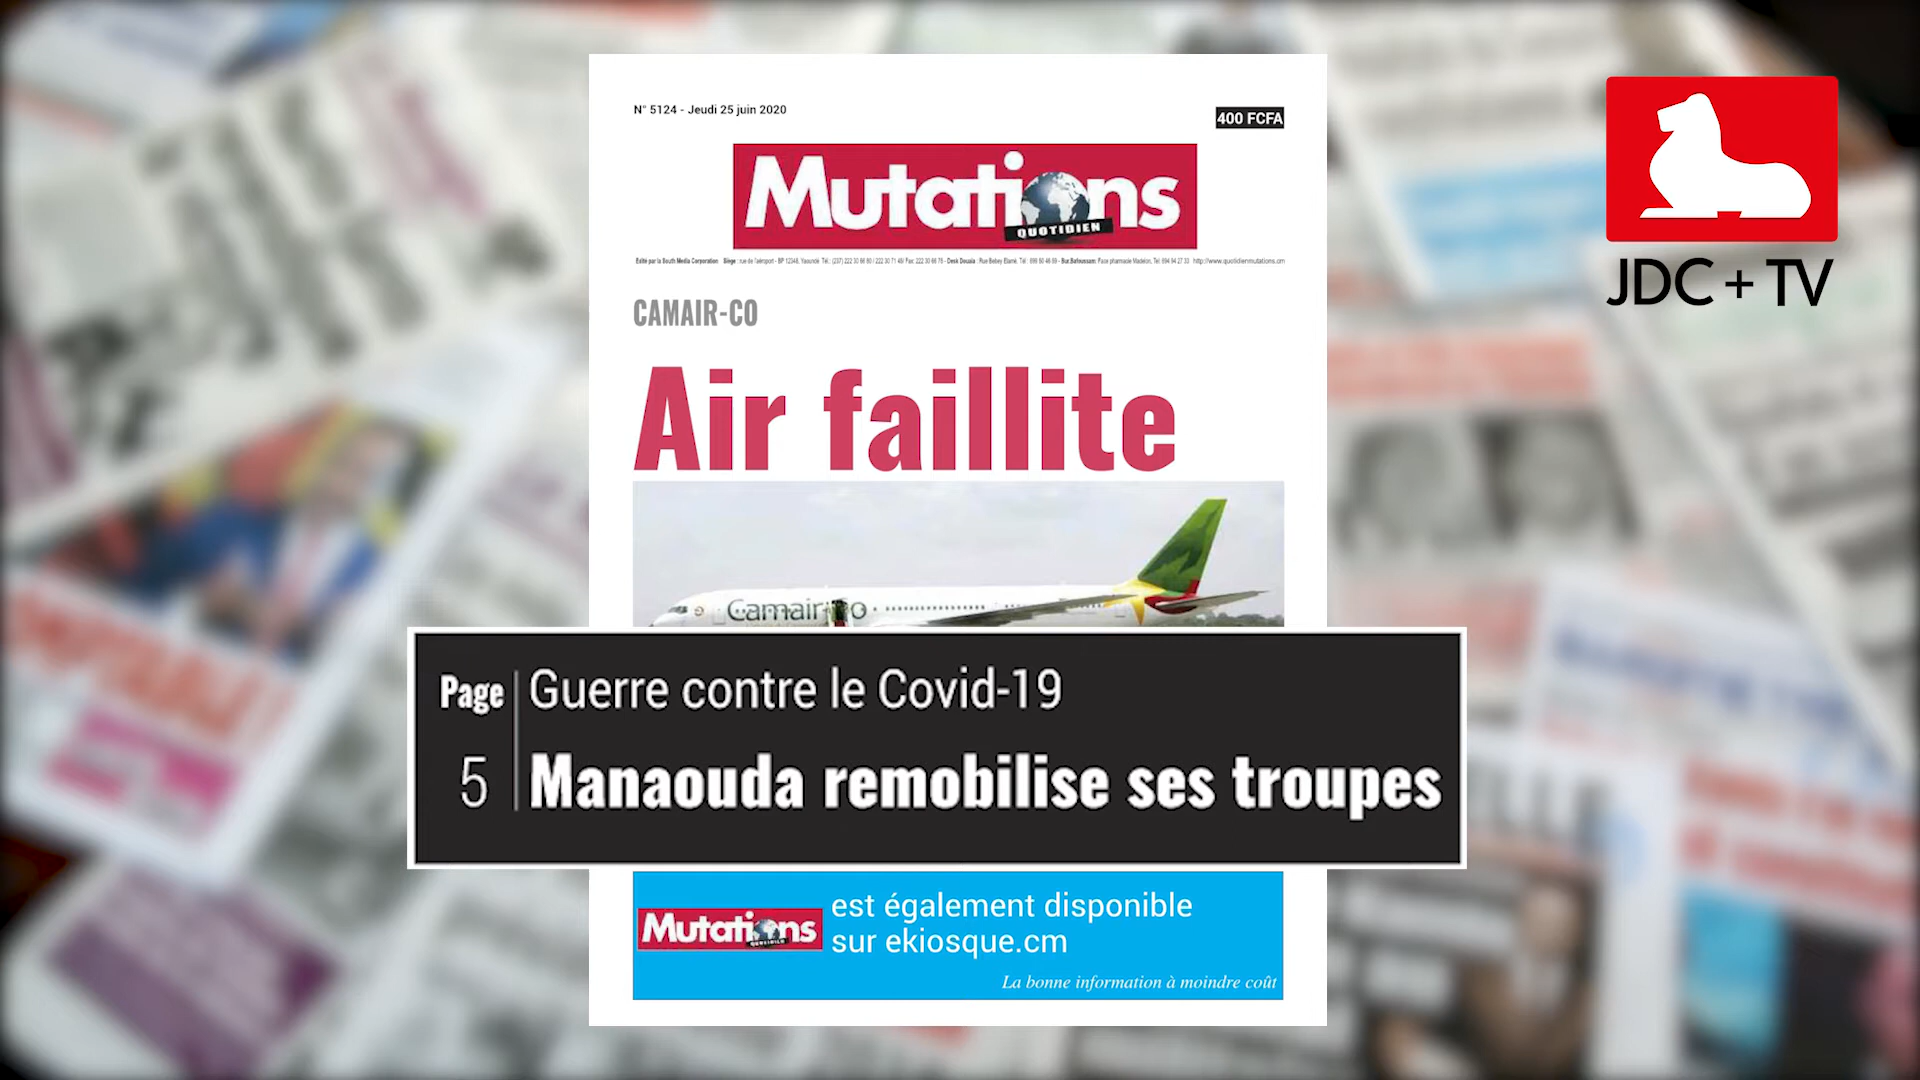 N° 5124 - Jeudi 25 juin 2020
400 FCFA
Mutations
QUOTIDIEN
CAMAIR-CO
Air faillite
Camair-Co
Page
5
Guerre contre le Covid-19
Manaouda remobilise ses troupes
Mutations
QUOTIDIEN
est également disponible
sur ekiosque.cm
La bonne information à moindre coût
JDC + TV